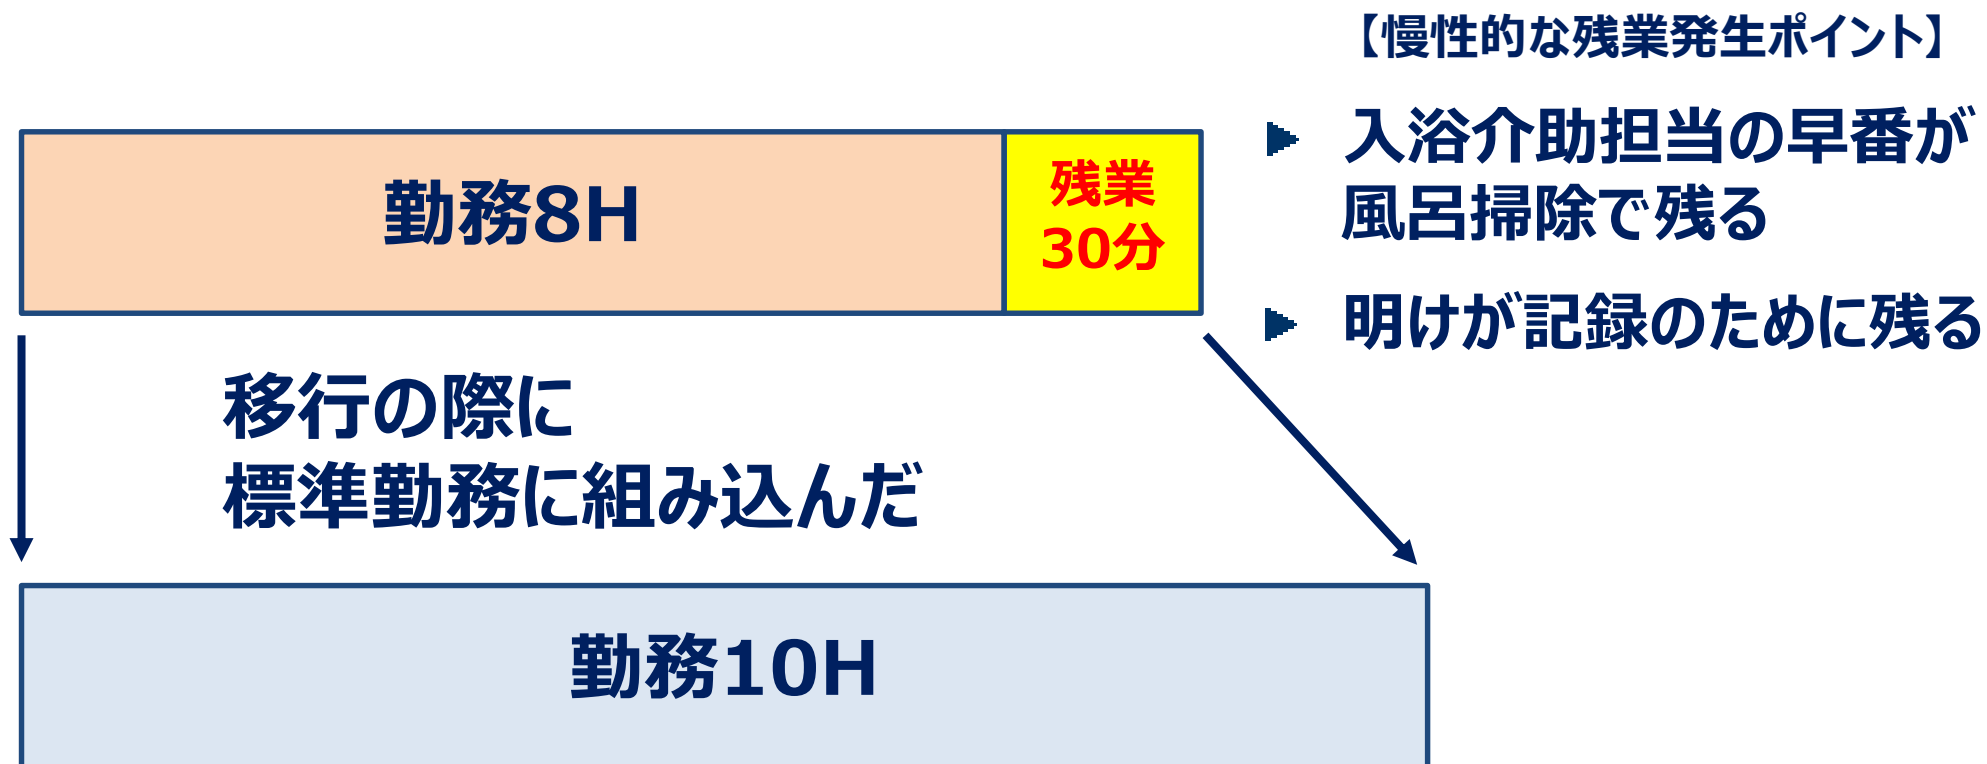 【慢性的な残業発生ポイント】
入浴介助担当の早番が
風呂掃除で残る
明けが記録のために残る
勤務8H
残業
30分
移行の際に
標準勤務に組み込んだ
勤務10H